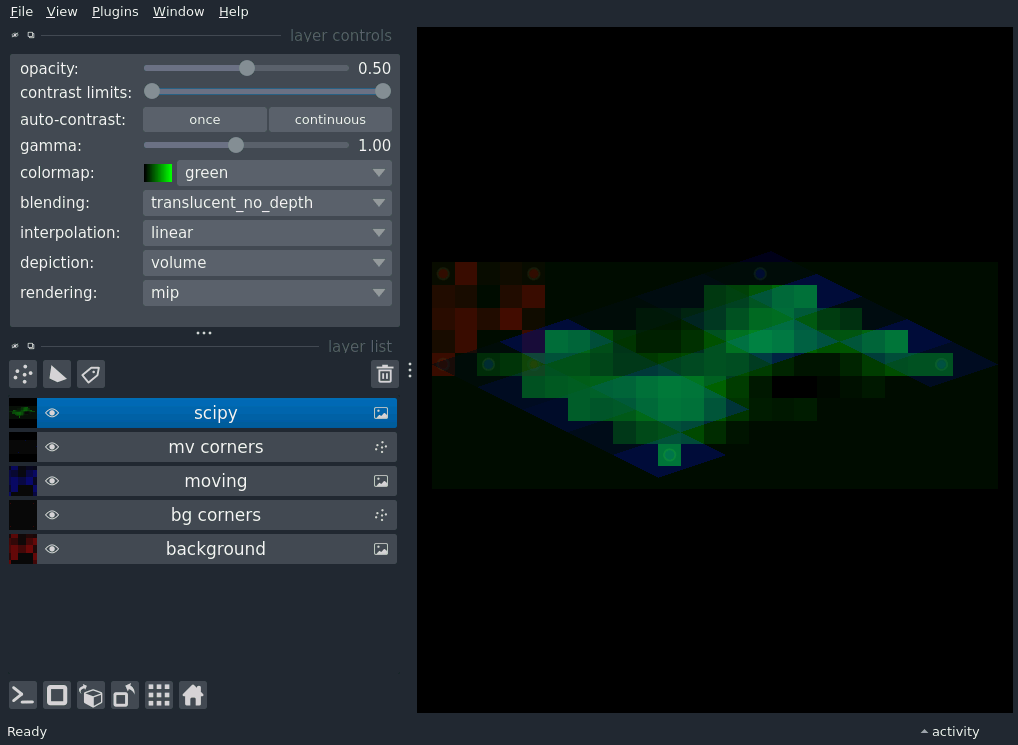 File View Plugins Window Help
layer controls
opacity: 0.50
contrast limits:
auto-contrast: once continuous
gamma: 1.00
colormap: green
blending: translucent_no_depth
interpolation: linear
depiction: volume
rendering: mip
layer list
scipy
mv corners
moving
bg corners
background
Ready activity